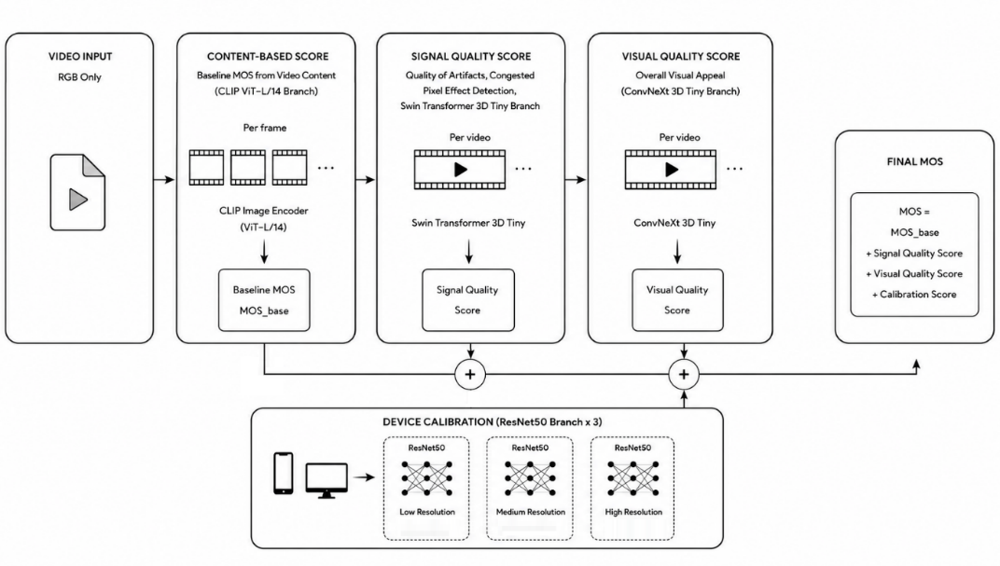 VIDEO INPUT
RGB Only
CONTENT-BASED SCORE
Baseline MOS from Video Content
(CLIP ViT-L/14 Branch)
Per frame
...
CLIP Image Encoder
(ViT-L/14)
Baseline MOS
MOS_base
SIGNAL QUALITY SCORE
Quality of Artifacts, Congested
Pixel Effect Detection,
Swin Transformer 3D Tiny Branch
Per video
...
Swin Transformer 3D Tiny
Signal Quality
Score
VISUAL QUALITY SCORE
Overall Visual Appeal
(ConvNeXt 3D Tiny Branch)
Per video
...
ConvNeXt 3D Tiny
Visual Quality
Score
FINAL MOS
MOS =
MOS_base
+ Signal Quality Score
+ Visual Quality Score
+ Calibration Score
+
+
DEVICE CALIBRATION (ResNet50 Branch x 3)
ResNet50
Low Resolution
ResNet50
Medium Resolution
ResNet50
High Resolution